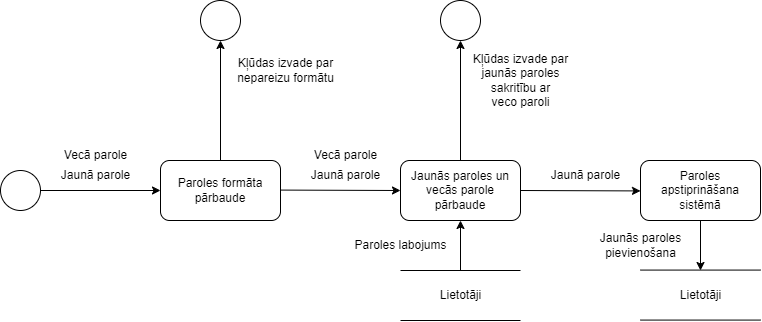 Kļūdas izvade par
nepareizu formātu
Kļūdas izvade par
jaunās paroles
sakritību ar
veco paroli
Vecā parole
Jaunā parole
Paroles formāta
pārbaude
Vecā parole
Jaunā parole
Jaunās paroles un
vecās parole
pārbaude
Jaunā parole
Paroles
apstiprināšana
sistēmā
Paroles labojums
Jaunās paroles
pievienošana
Lietotāji
Lietotāji